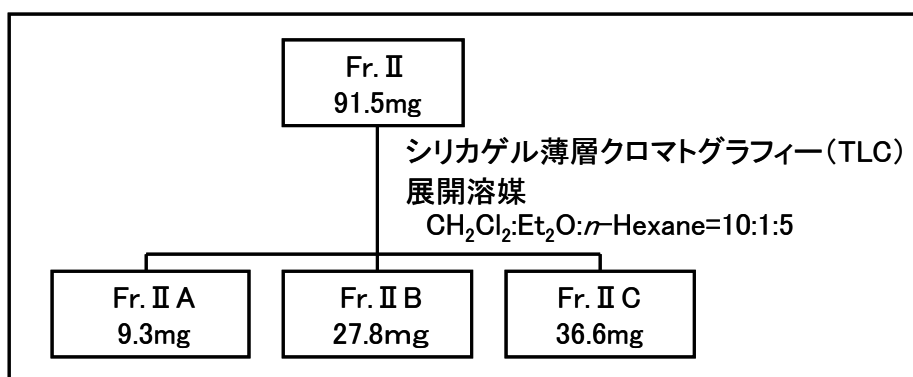 Fr.Ⅱ
91.5mg
シリカゲル薄層クロマトグラフィー(TLC)
展開溶媒
CH₂Cl₂:Et₂O:n-Hexane=10:1:5
Fr.ⅡA
9.3mg
Fr.ⅡB
27.8mg
Fr.ⅡC
36.6mg